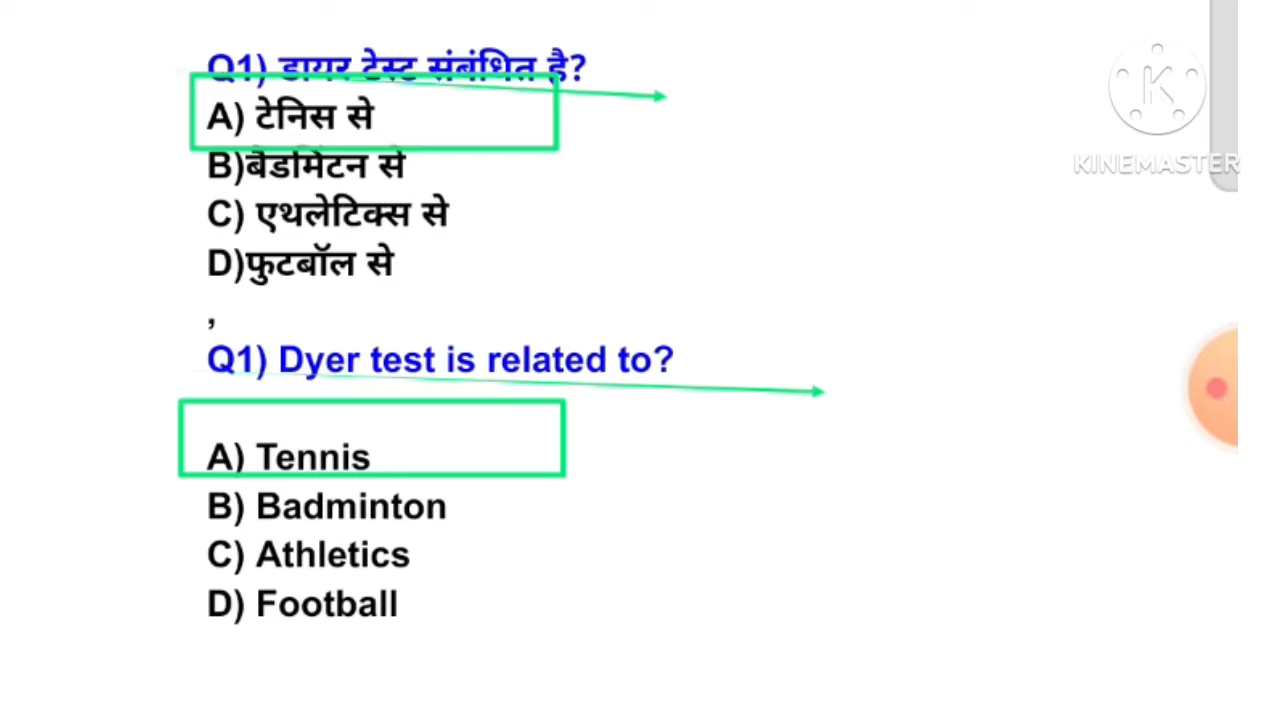 Q1) डायर टेस्ट संबंधित है?
A) टेनिस से
B)बैडमिंटन से
C) एथलेटिक्स से
D)फुटबॉल से
,
Q1) Dyer test is related to?
A) Tennis
B) Badminton
C) Athletics
D) Football
K
KINEMASTER